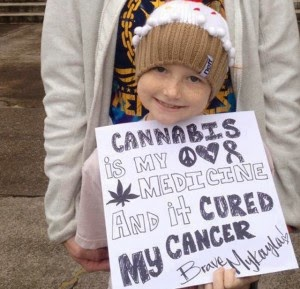 CANNABIS
is MY
MEDICINE
And it CURED
MY CANCER
Brave Mykayla